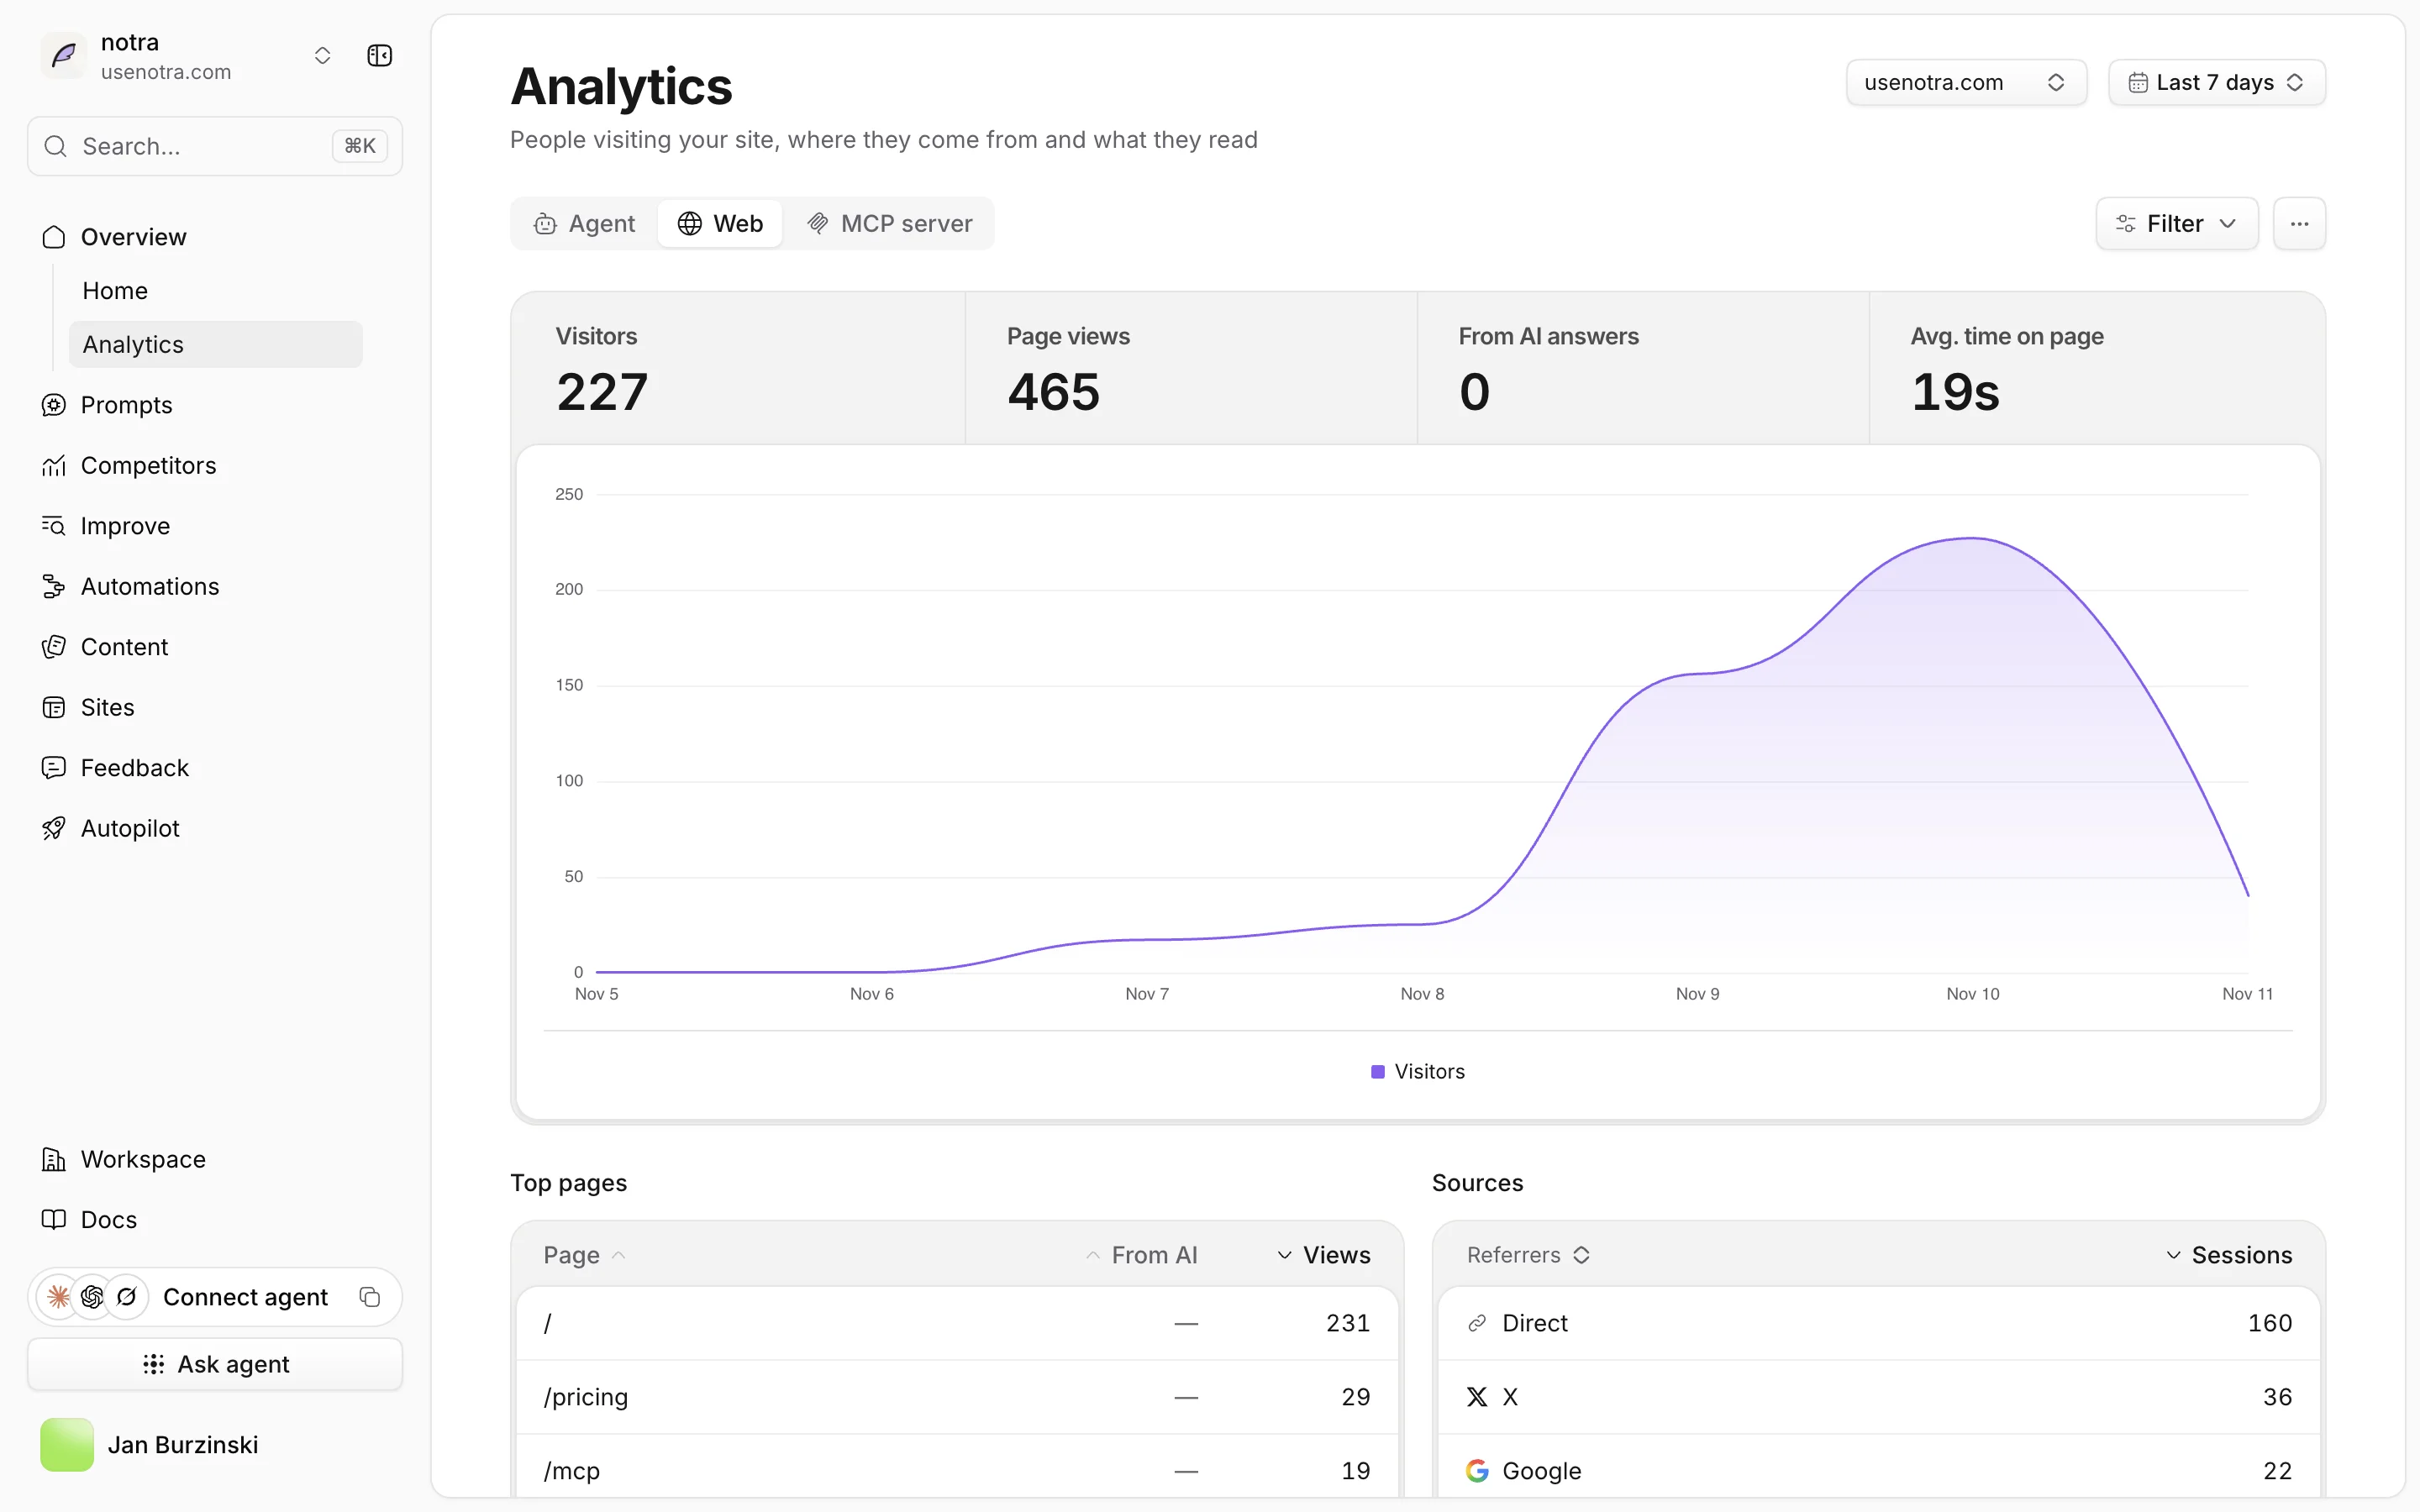 notra
usenotra.com
Search...
⌘K
Overview
Home
Analytics
Prompts
Competitors
Improve
Automations
Content
Sites
Feedback
Autopilot
Workspace
Docs
Connect agent
Ask agent
Jan Burzinski
Analytics
People visiting your site, where they come from and what they read
usenotra.com
Last 7 days
Agent
Web
MCP server
Filter
Visitors
Page views
From AI answers
Avg. time on page
227
465
0
19s
250
200
150
100
50
0
Nov 5
Nov 6
Nov 7
Nov 8
Nov 9
Nov 10
Nov 11
Visitors
Top pages
Page From AI Views
/ — 231
/pricing — 29
/mcp — 19
Sources
Referrers Sessions
Direct 160
X 36
Google 22